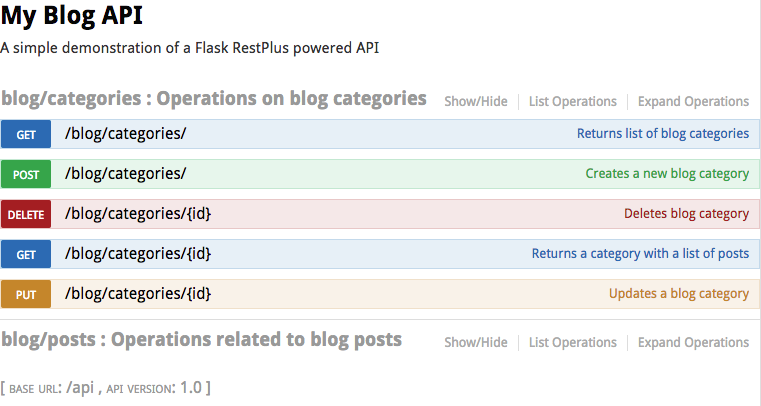 My Blog API
A simple demonstration of a Flask RestPlus powered API
blog/categories : Operations on blog categories Show/Hide List Operations Expand Operations
GET /blog/categories/ Returns list of blog categories
POST /blog/categories/ Creates a new blog category
DELETE /blog/categories/{id} Deletes blog category
GET /blog/categories/{id} Returns a category with a list of posts
PUT /blog/categories/{id} Updates a blog category
blog/posts : Operations related to blog posts Show/Hide List Operations Expand Operations
[ BASE URL: /api , API VERSION: 1.0 ]